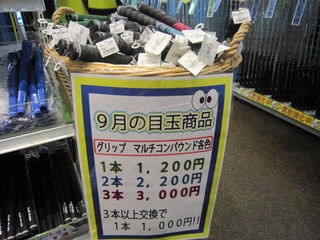 9月の目玉商品
グリップ マルチコンパウンド各色
1本 1,200円
2本 2,200円
3本 3,000円
3本以上交換で
1本 1,000円!!